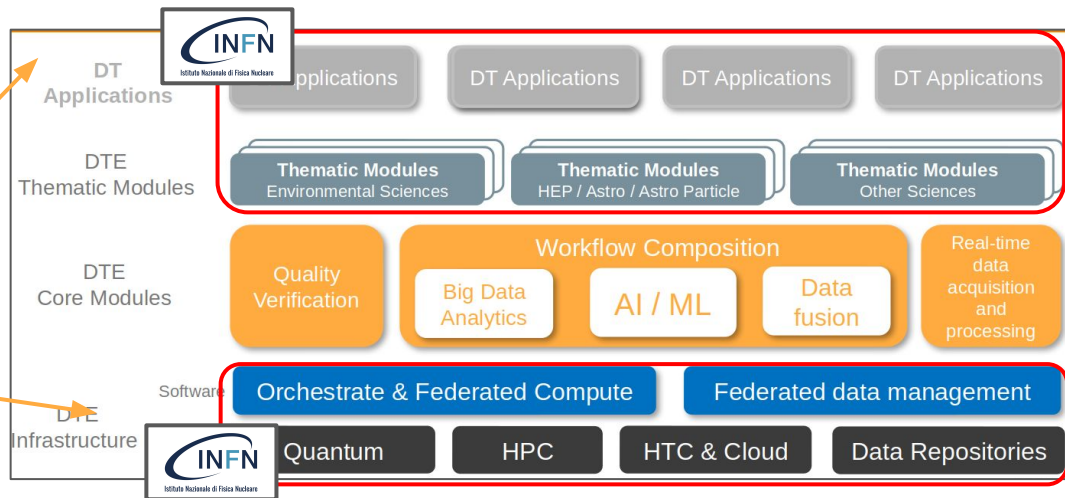 INFN
Istituto Nazionale di Fisica Nucleare
DT
Applications
pplications
DT Applications
DT Applications
DT Applications
DTE
Thematic Modules
Thematic Modules
Environmental Sciences
Thematic Modules
HEP / Astro / Astro Particle
Thematic Modules
Other Sciences
DTE
Core Modules
Quality
Verification
Workflow Composition
Big Data
Analytics
AI / ML
Data
fusion
Real-time
data
acquisition
and
processing
Software
Orchestrate & Federated Compute
Federated data management
DTE
Infrastructure
INFN
Istituto Nazionale di Fisica Nucleare
Quantum
HPC
HTC & Cloud
Data Repositories